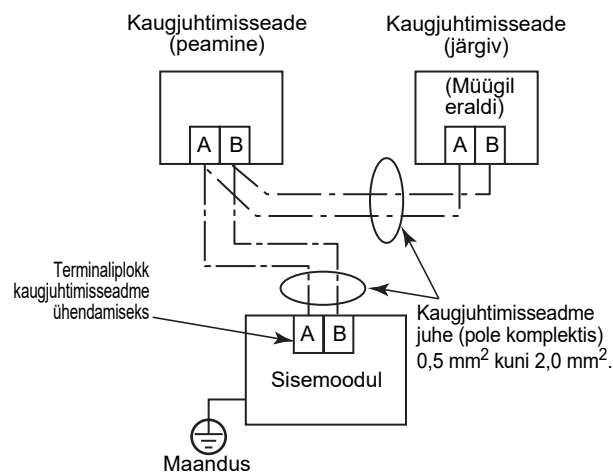 Kaugjuhtimisseade
(peamine)
Kaugjuhtimisseade
(järgiv)
(Müügil
eraldi)
A B
A B
Terminaliplokk
kaugjuhtimisseadme
ühendamiseks
A B
Sisemoodul
Kaugjuhtimisseadme
juhe (pole komplektis)
0,5 mm² kuni 2,0 mm².
Maandus